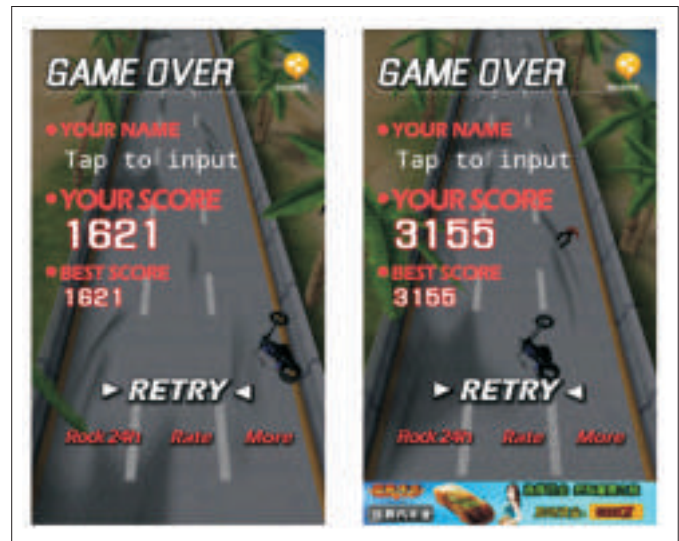 GAME OVER
YOUR NAME
Tap to input
YOUR SCORE
1621
BEST SCORE
1621
RETRY
Rock 24h Rate More
GAME OVER
YOUR NAME
Tap to input
YOUR SCORE
3155
BEST SCORE
3155
RETRY
Rock 24h Rate More